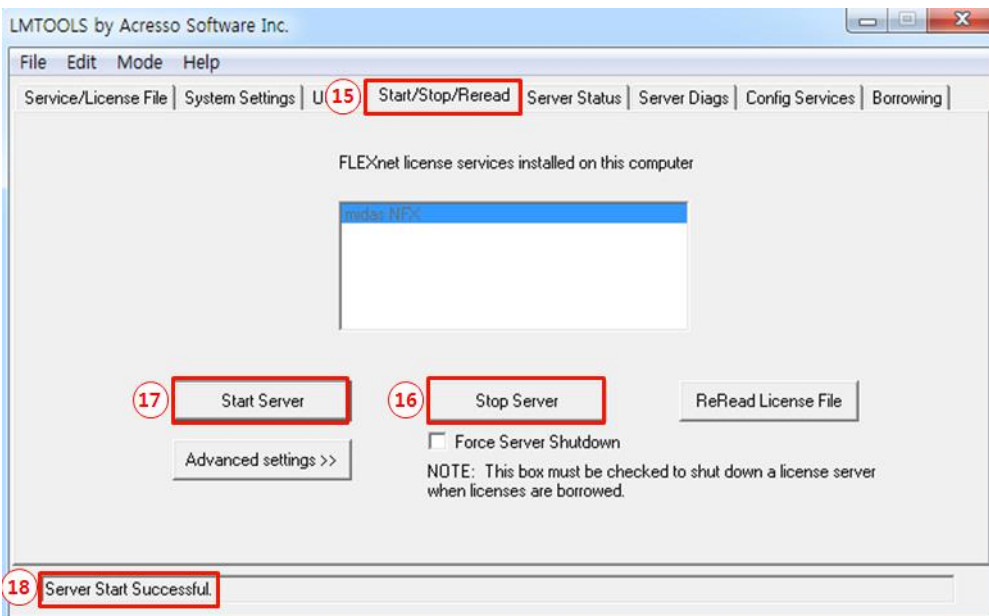 LMTOOLS by Acresso Software Inc.
File Edit Mode Help
Service/License File System Settings U 15 Start/Stop/Reread Server Status Server Diags Config Services Borrowing
FLEXnet license services installed on this computer
midas NFX
17 Start Server 16 Stop Server ReRead License File
Advanced settings >> Force Server Shutdown
NOTE: This box must be checked to shut down a license server
when licenses are borrowed.
18 Server Start Successful.